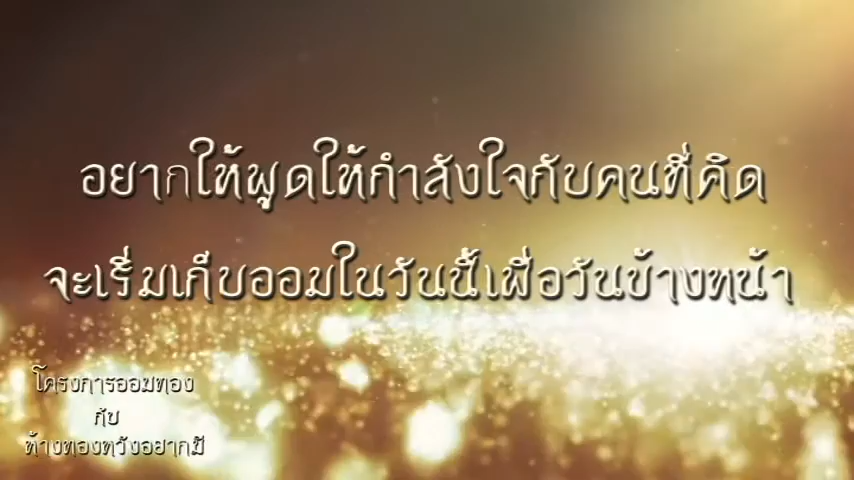 อยากให้พูดให้กำลังใจกับคนที่คิด
จะเริ่มเก็บออมในวันนี้เพื่อวันข้างหน้า
โครงการออมทอง
กับ
ห้างทองหวังอยากมี